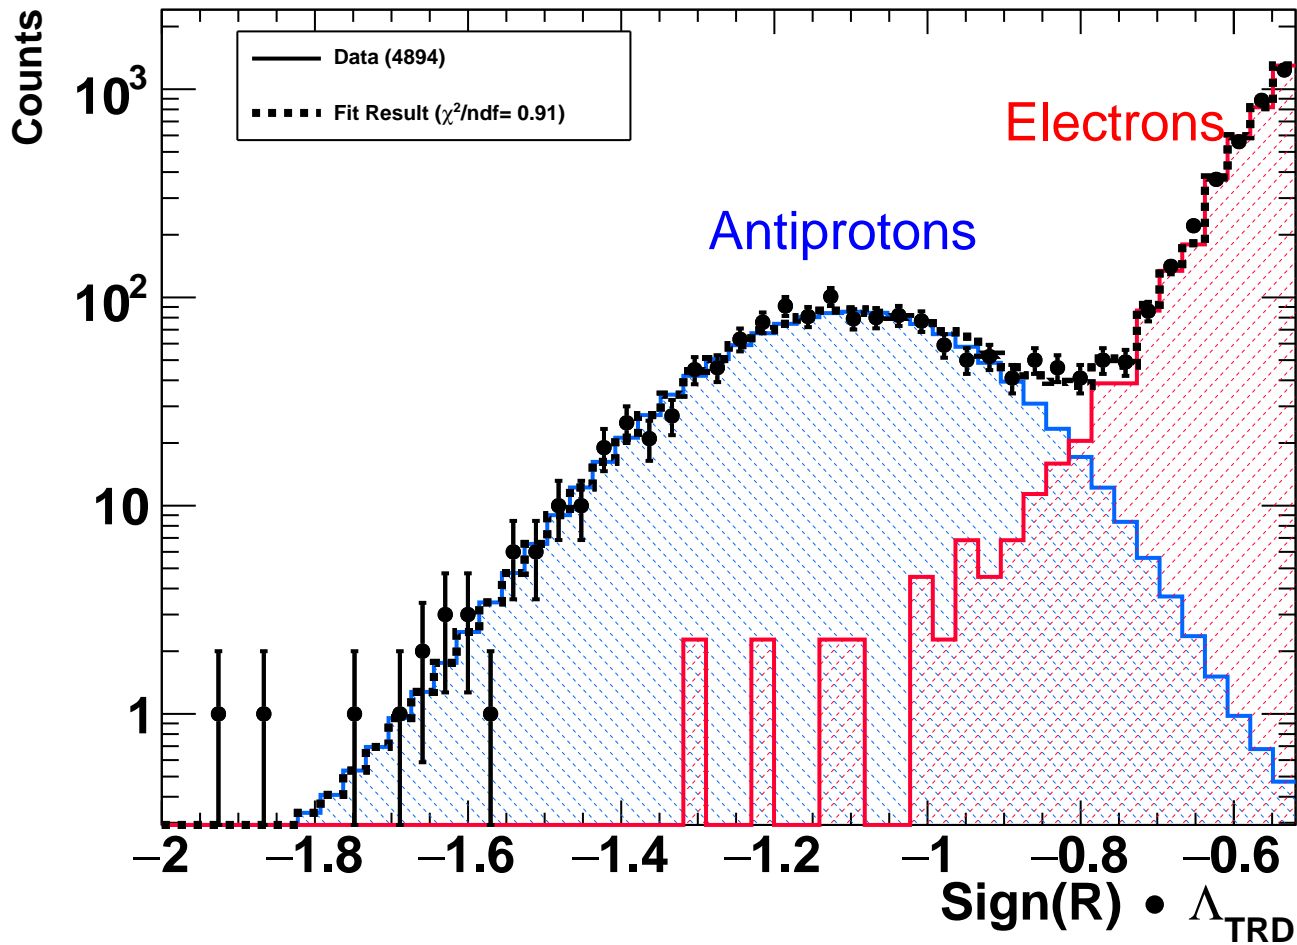 Counts
Data (4894)
Fit Result (χ²/ndf= 0.91)
Electrons
Antiprotons
10³
10²
10
1
−2 −1.8 −1.6 −1.4 −1.2 −1 −0.8 −0.6
Sign(R) • Λ_TRD